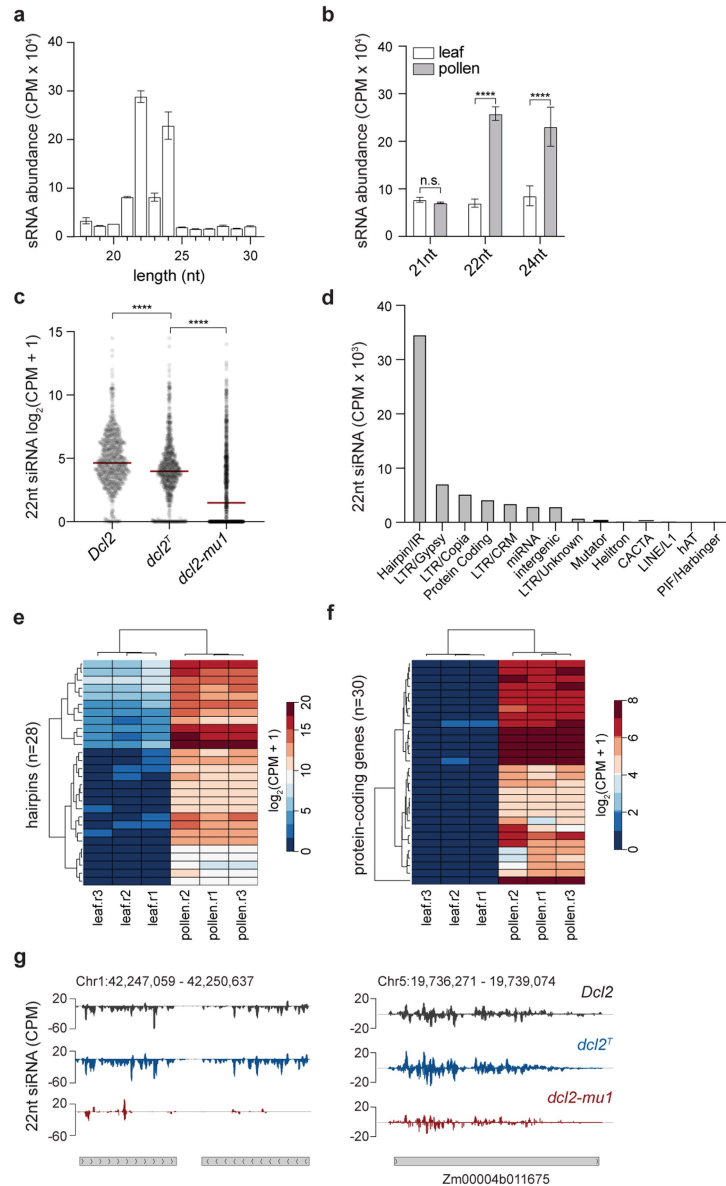 a
sRNA abundance (CPM x 10⁴)
40
30
20
10
0
20
25
30
length (nt)
b
sRNA abundance (CPM x 10⁴)
40
30
20
10
0
leaf
pollen
n.s.
****
****
21nt
22nt
24nt
c
22nt siRNA log₂(CPM + 1)
15
10
5
0
****
****
Dcl2
dcl2ᵀ
dcl2-mu1
d
22nt siRNA (CPM x 10³)
40
30
20
10
0
Hairpin/IR
LTR/Gypsy
LTR/Copia
Protein Coding
LTR/CRM
miRNA
intergenic
LTR/Unknown
Mutator
Helitron
CACTA
LINE/L1
hAT
PIF/Harbinger
e
hairpins (n=28)
leaf.r3
leaf.r2
leaf.r1
pollen.r2
pollen.r1
pollen.r3
20
15
10
5
0
log₂(CPM + 1)
f
protein-coding genes (n=30)
leaf.r3
leaf.r2
leaf.r1
pollen.r2
pollen.r1
pollen.r3
8
6
4
2
0
log₂(CPM + 1)
g
22nt siRNA (CPM)
Chr1:42,247,059 - 42,250,637
20
-60
20
-60
20
-60
Chr5:19,736,271 - 19,739,074
Dcl2
20
-20
dcl2ᵀ
20
-20
dcl2-mu1
20
-20
Zm00004b011675